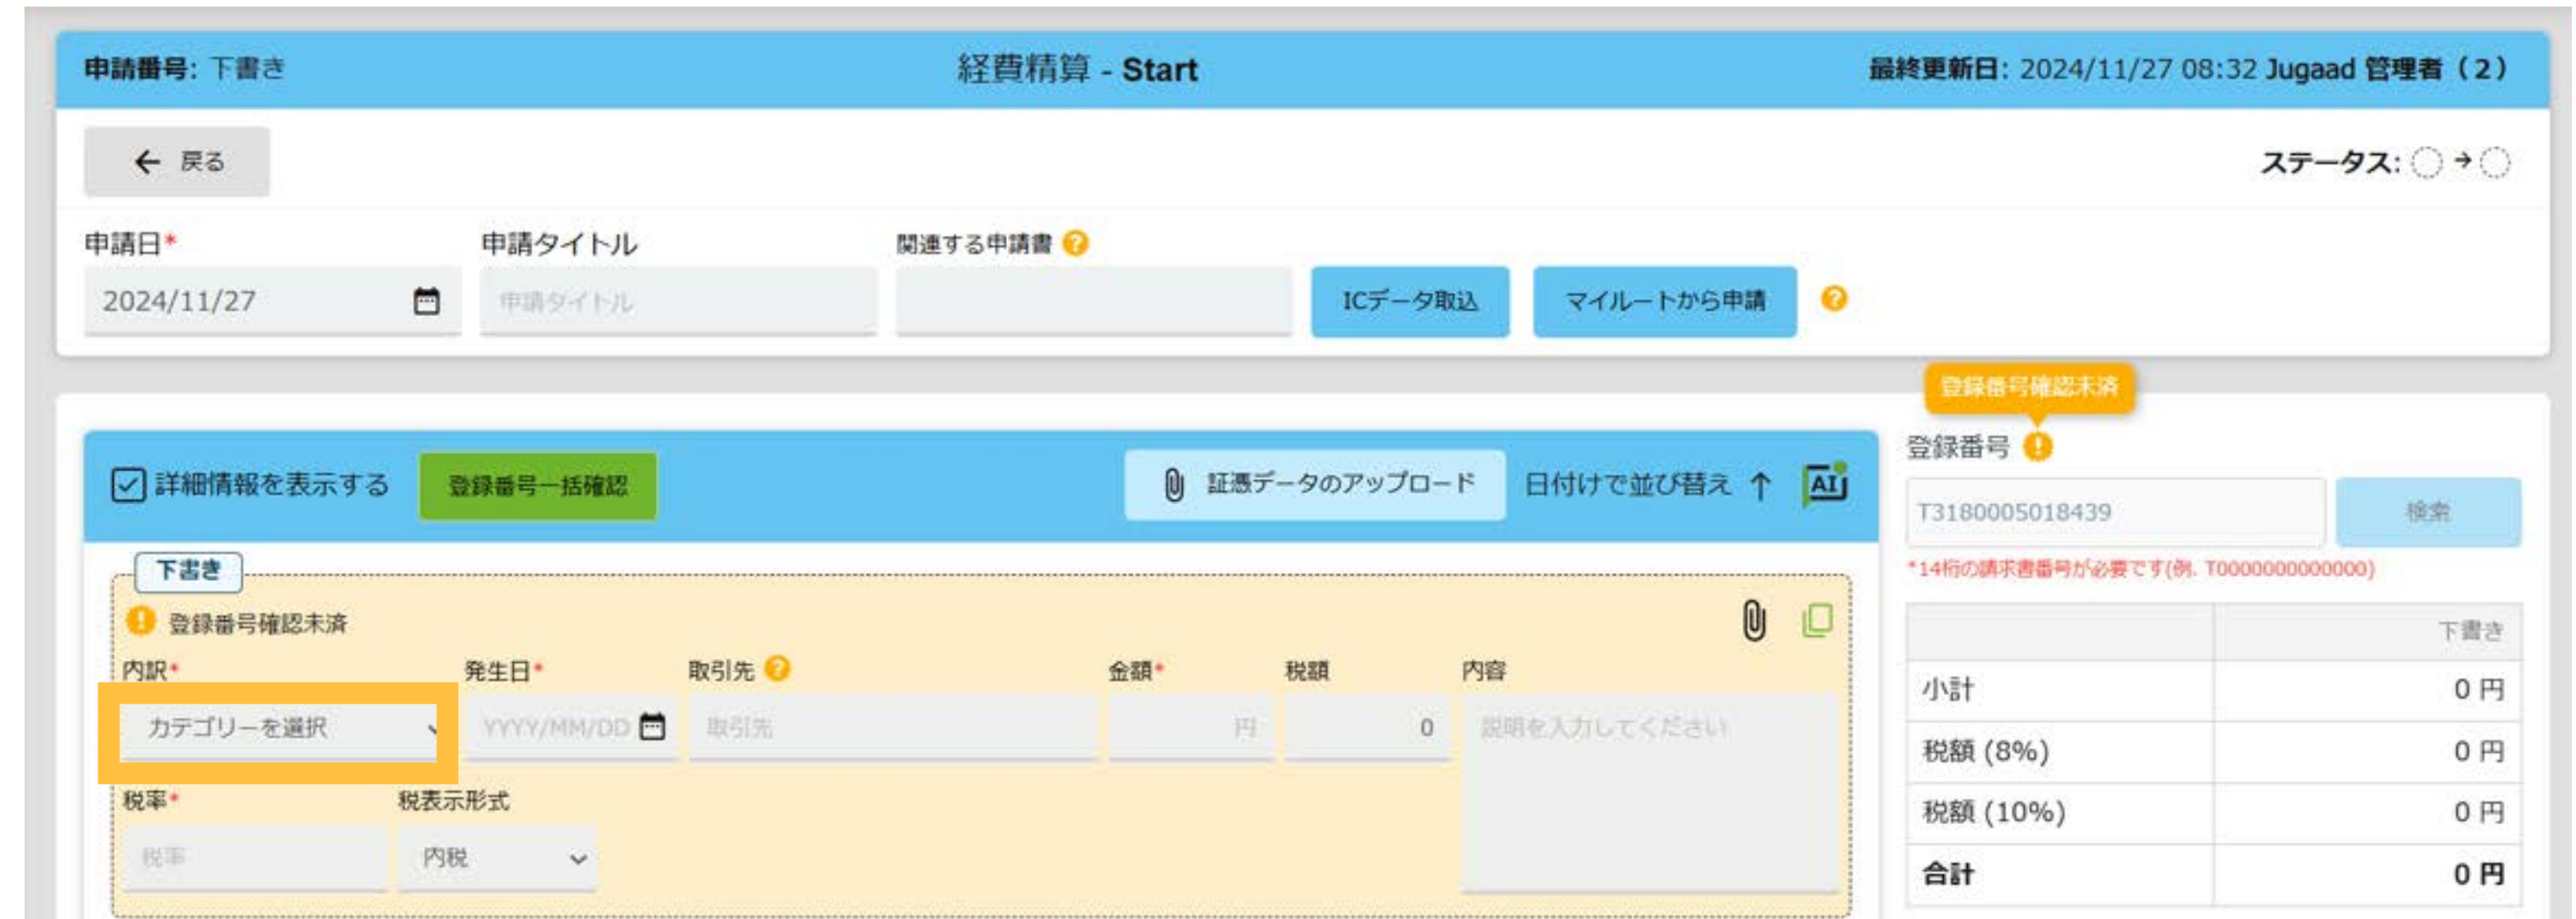 申請番号: 下書き
経費精算 - Start
最終更新日: 2024/11/27 08:32 Jugaad 管理者（2）
← 戻る
ステータス: →
申請日*
申請タイトル
関連する申請書 ?
2024/11/27
申請タイトル
ICデータ取込
マイルートから申請
?
登録番号確認未済
登録番号 !
T3180005018439
検索
*14桁の請求書番号が必要です(例. T0000000000000)
詳細情報を表示する
登録番号一括確認
証憑データのアップロード
日付けで並び替え ↑
AI
下書き
! 登録番号確認未済
内訳*
発生日*
取引先 ?
金額*
税額
内容
カテゴリーを選択
YYYY/MM/DD
取引先
円
0
説明を入力してください
税率*
税表示形式
税率
内税
下書き
小計 0 円
税額 (8%) 0 円
税額 (10%) 0 円
合計 0 円